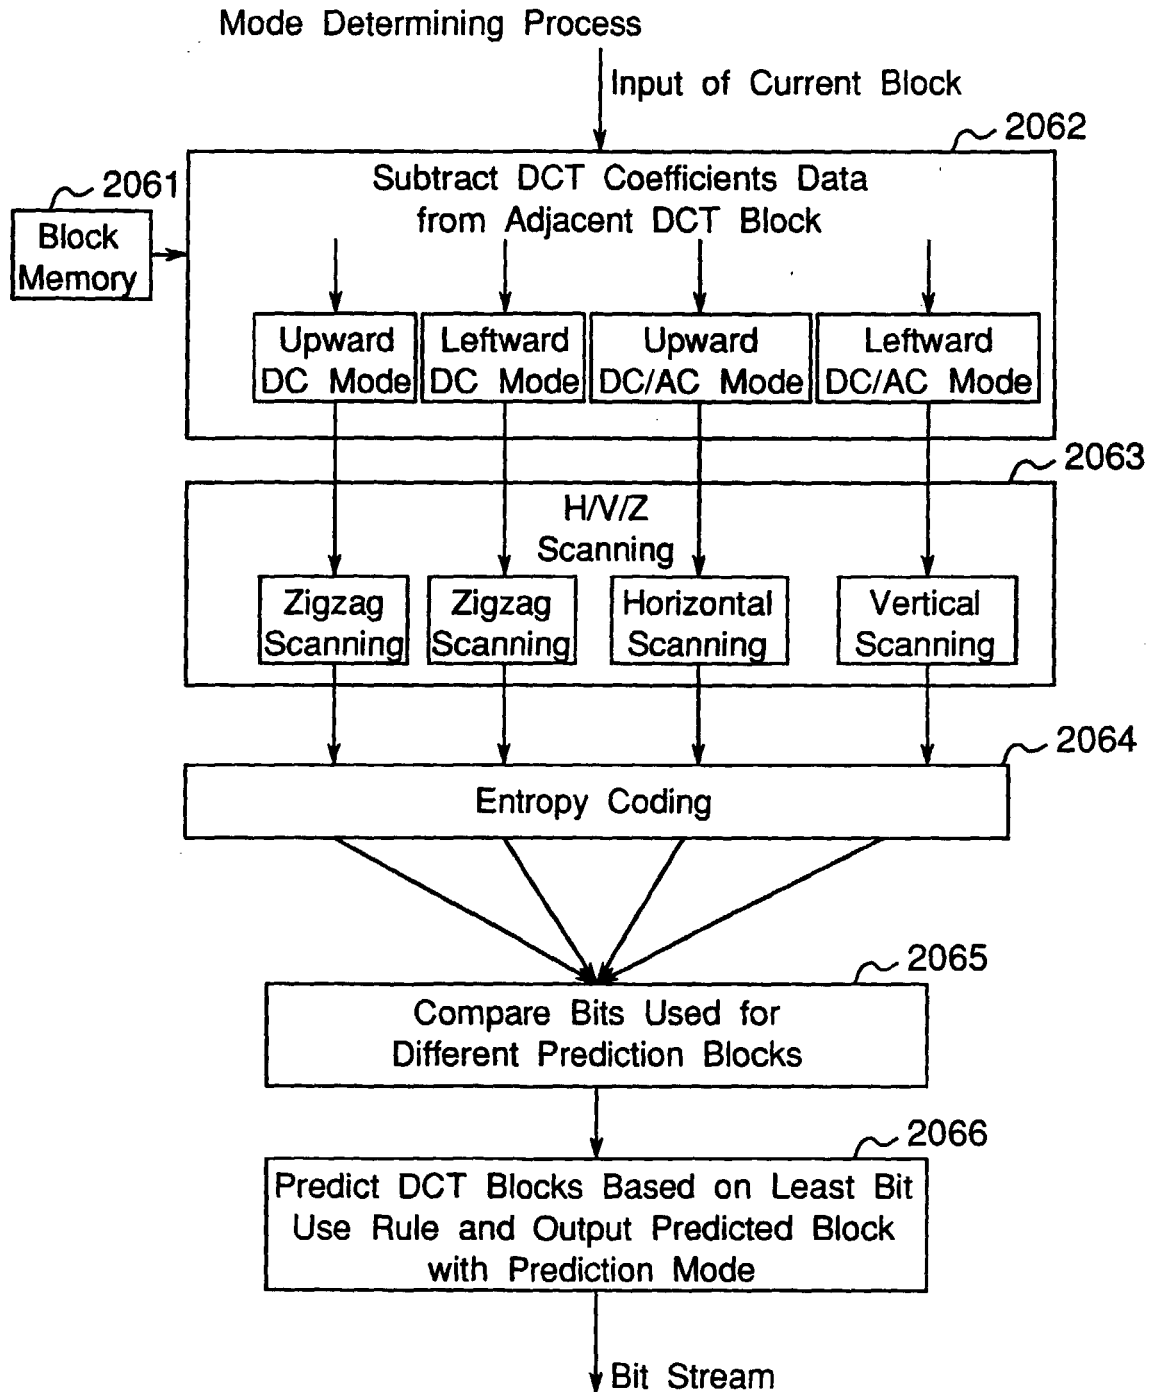 Mode Determining Process
Input of Current Block
2062
Subtract DCT Coefficients Data
from Adjacent DCT Block
2061
Block
Memory
Upward
DC Mode
Leftward
DC Mode
Upward
DC/AC Mode
Leftward
DC/AC Mode
2063
H/V/Z
Scanning
Zigzag
Scanning
Zigzag
Scanning
Horizontal
Scanning
Vertical
Scanning
2064
Entropy Coding
2065
Compare Bits Used for
Different Prediction Blocks
2066
Predict DCT Blocks Based on Least Bit
Use Rule and Output Predicted Block
with Prediction Mode
Bit Stream